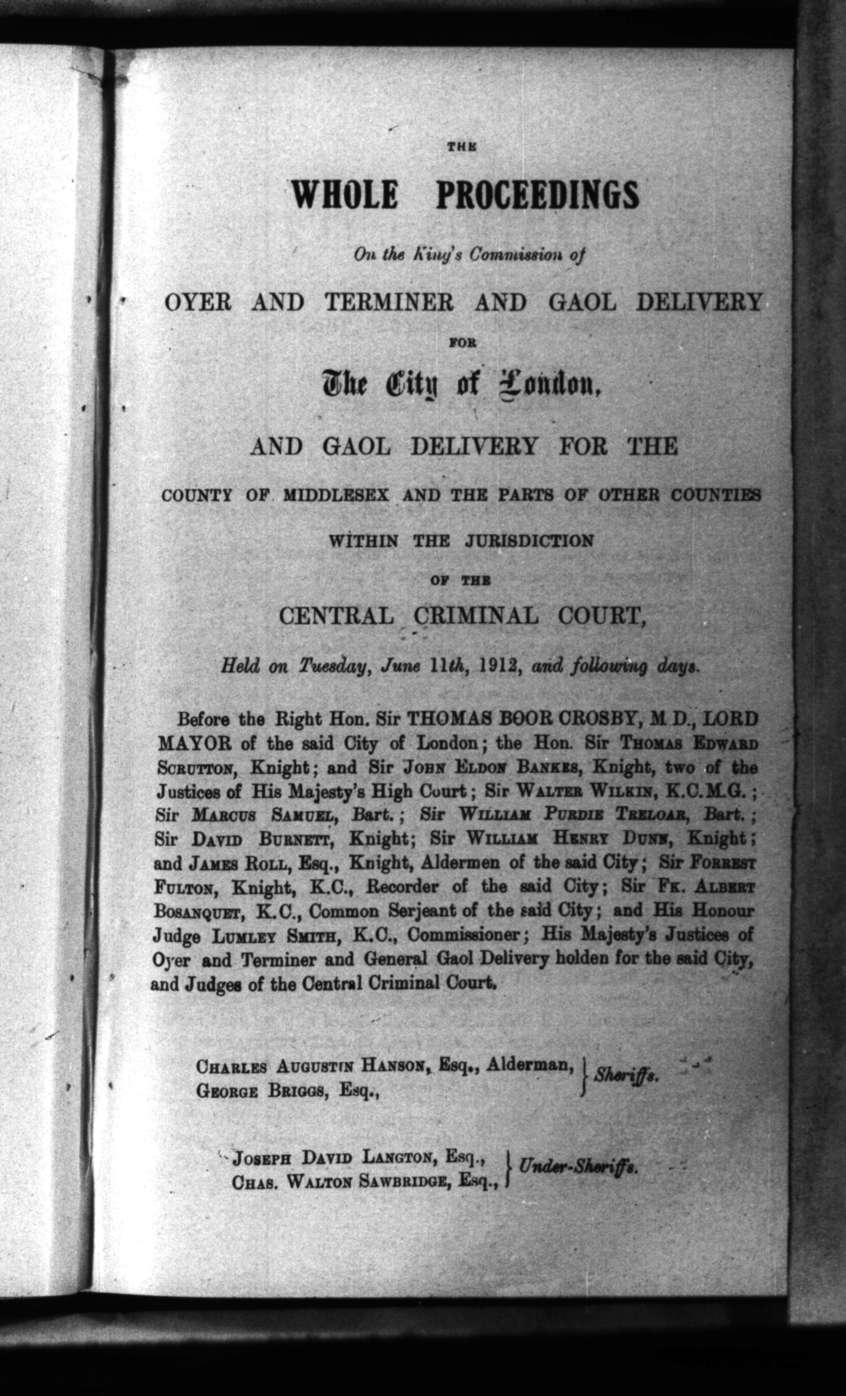 THE
WHOLE PROCEEDINGS
On the King's Commission of
OYER AND TERMINER AND GAOL DELIVERY
FOR
The City of London,
AND GAOL DELIVERY FOR THE
COUNTY OF MIDDLESEX AND THE PARTS OF OTHER COUNTIES
WITHIN THE JURISDICTION
OF THE
CENTRAL CRIMINAL COURT,
Held on Tuesday, June 11th, 1912, and following days.
Before the Right Hon. Sir THOMAS BOOR CROSBY, M D., LORD
MAYOR of the said City of London; the Hon. Sir THOMAS EDWARD
SCRUTTON, Knight; and Sir JOHN ELDON BANKES, Knight, two of the
Justices of His Majesty's High Court; Sir WALTER WILKIN, K.C.M.G.;
Sir MARCUS SAMUEL, Bart.; Sir WILLIAM PURDIE TRELOAR, Bart.;
Sir DAVID BURNETT, Knight; Sir WILLIAM HENRY DUNN, Knight;
and JAMES ROLL, Esq., Knight, Aldermen of the said City; Sir FORREST
FULTON, Knight, K.C., Recorder of the said City; Sir FK. ALBERT
BOSANQUET, K.C., Common Serjeant of the said City; and His Honour
Judge LUMLEY SMITH, K.C., Commissioner; His Majesty's Justices of
Oyer and Terminer and General Gaol Delivery holden for the said City,
and Judges of the Central Criminal Court.
CHARLES AUGUSTIN HANSON, Esq., Alderman,
GEORGE BRIGGS, Esq.,
} Sheriffs.
JOSEPH DAVID LANGTON, Esq.,
CHAS. WALTON SAWBRIDGE, Esq.,
} Under-Sheriffs.